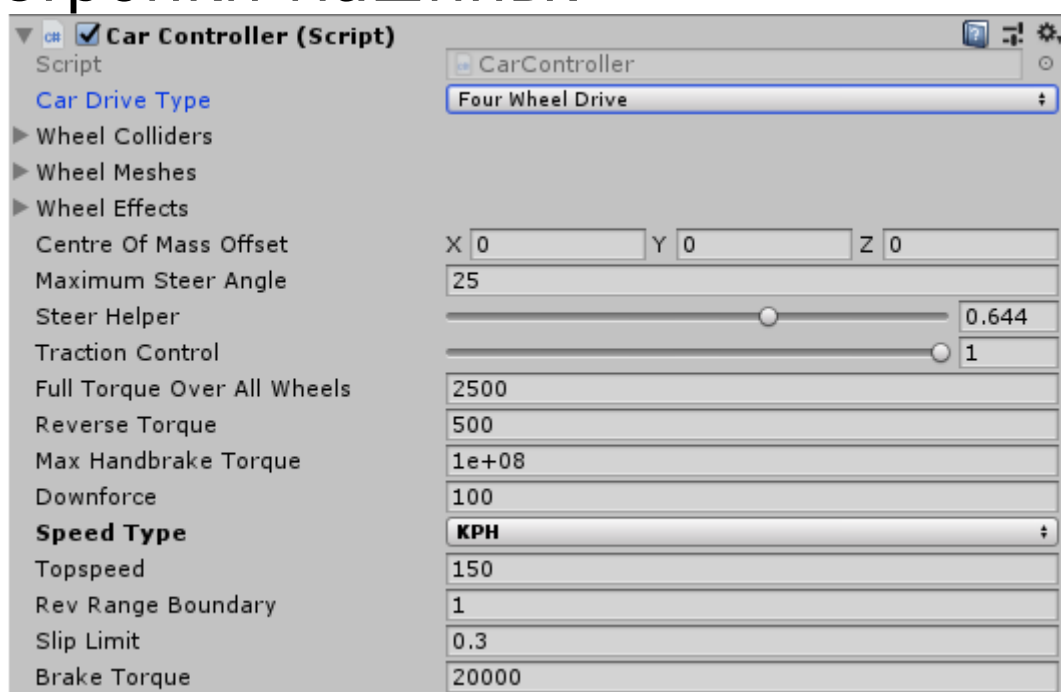 Car Controller (Script)
Script CarController
Car Drive Type Four Wheel Drive
Wheel Colliders
Wheel Meshes
Wheel Effects
Centre Of Mass Offset X 0 Y 0 Z 0
Maximum Steer Angle 25
Steer Helper 0.644
Traction Control 1
Full Torque Over All Wheels 2500
Reverse Torque 500
Max Handbrake Torque 1e+08
Downforce 100
Speed Type KPH
Topspeed 150
Rev Range Boundary 1
Slip Limit 0.3
Brake Torque 20000